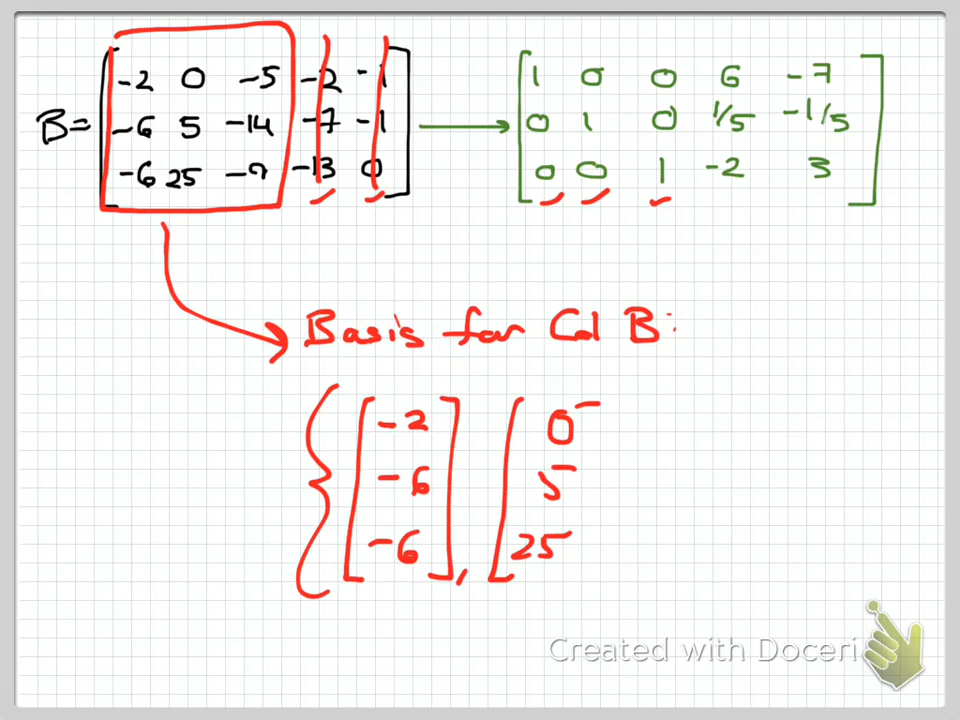 -2 0 -5 -2 -1 1 0 0 6 -7
B= -6 5 -14 -7 -1 → 0 1 0 1/5 -1/5
-6 25 -7 -13 0 0 0 1 -2 3
Basis for Col B:
-2 0
-6 5
-6 , 25
Created with Doceri